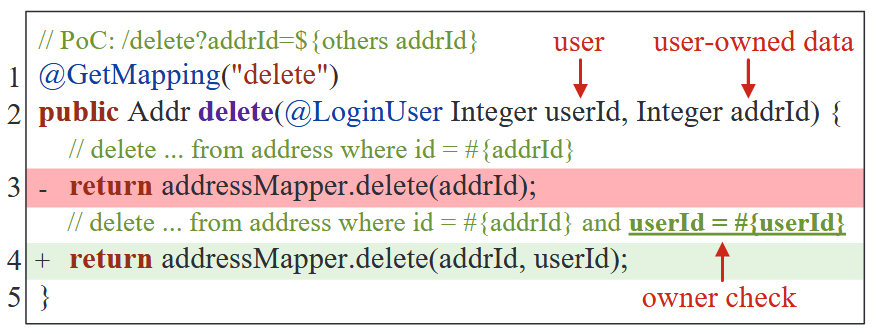 // PoC: /delete?addrId=${others addrId} user user-owned data
1 @GetMapping("delete")
2 public Addr delete(@LoginUser Integer userId, Integer addrId) {
// delete ... from address where id = #{addrId}
3 - return addressMapper.delete(addrId);
// delete ... from address where id = #{addrId} and userId = #{userId}
4 + return addressMapper.delete(addrId, userId);
5 }
owner check